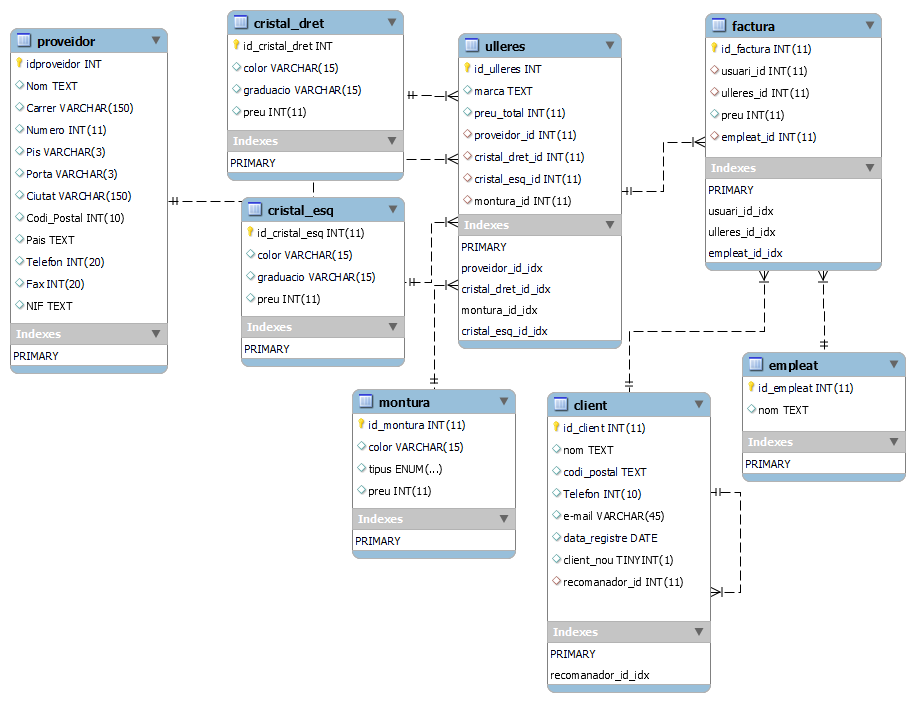 proveidor
idproveidor INT
Nom TEXT
Carrer VARCHAR(150)
Numero INT(11)
Pis VARCHAR(3)
Porta VARCHAR(3)
Ciutat VARCHAR(150)
Codi_Postal INT(10)
Pais TEXT
Telefon INT(20)
Fax INT(20)
NIF TEXT
Indexes
PRIMARY
cristal_dret
id_cristal_dret INT
color VARCHAR(15)
graduacio VARCHAR(15)
preu INT(11)
Indexes
PRIMARY
cristal_esq
id_cristal_esq INT(11)
color VARCHAR(15)
graduacio VARCHAR(15)
preu INT(11)
Indexes
PRIMARY
ulleres
id_ulleres INT
marca TEXT
preu_total INT(11)
proveidor_id INT(11)
cristal_dret_id INT(11)
cristal_esq_id INT(11)
montura_id INT(11)
Indexes
PRIMARY
proveidor_id_idx
cristal_dret_id_idx
montura_id_idx
cristal_esq_id_idx
factura
id_factura INT(11)
usuari_id INT(11)
ulleres_id INT(11)
preu INT(11)
empleat_id INT(11)
Indexes
PRIMARY
usuari_id_idx
ulleres_id_idx
empleat_id_idx
montura
id_montura INT(11)
color VARCHAR(15)
tipus ENUM(...)
preu INT(11)
Indexes
PRIMARY
client
id_client INT(11)
nom TEXT
codi_postal TEXT
Telefon INT(10)
e-mail VARCHAR(45)
data_registre DATE
client_nou TINYINT(1)
recomanador_id INT(11)
Indexes
PRIMARY
recomanador_id_idx
empleat
id_empleat INT(11)
nom TEXT
Indexes
PRIMARY